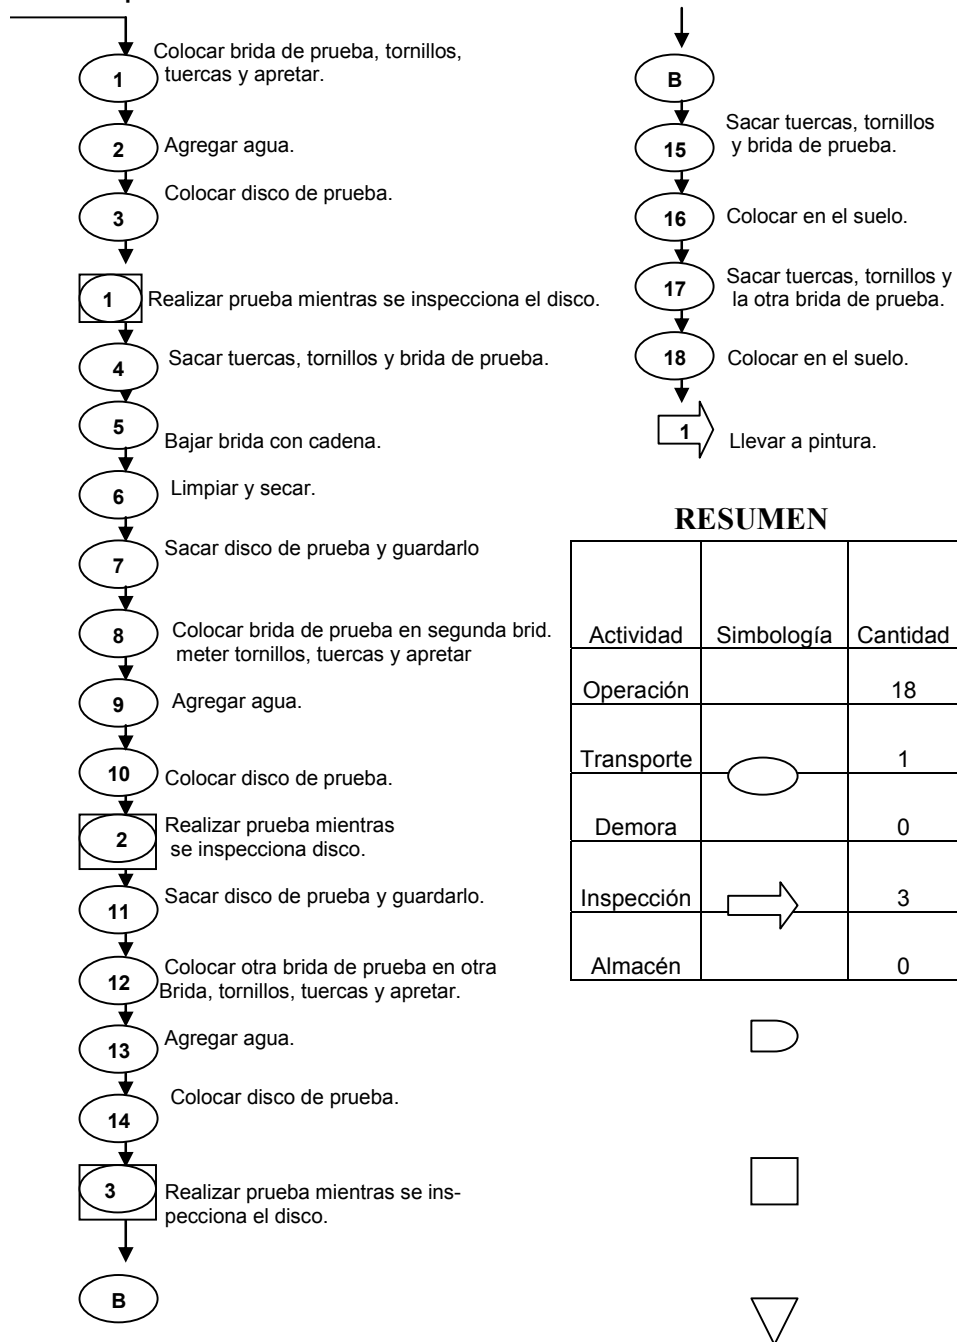 1
Colocar brida de prueba, tornillos,
tuercas y apretar.
2
Agregar agua.
3
Colocar disco de prueba.
1
Realizar prueba mientras se inspecciona el disco.
4
Sacar tuercas, tornillos y brida de prueba.
5
Bajar brida con cadena.
6
Limpiar y secar.
7
Sacar disco de prueba y guardarlo
8
Colocar brida de prueba en segunda brid.
meter tornillos, tuercas y apretar
9
Agregar agua.
10
Colocar disco de prueba.
2
Realizar prueba mientras
se inspecciona disco.
11
Sacar disco de prueba y guardarlo.
12
Colocar otra brida de prueba en otra
Brida, tornillos, tuercas y apretar.
13
Agregar agua.
14
Colocar disco de prueba.
3
Realizar prueba mientras se ins-
pecciona el disco.
B
B
15
Sacar tuercas, tornillos
y brida de prueba.
16
Colocar en el suelo.
17
Sacar tuercas, tornillos y
la otra brida de prueba.
18
Colocar en el suelo.
1
Llevar a pintura.
RESUMEN
Actividad Simbología Cantidad
Operación 18
Transporte 1
Demora 0
Inspección 3
Almacén 0